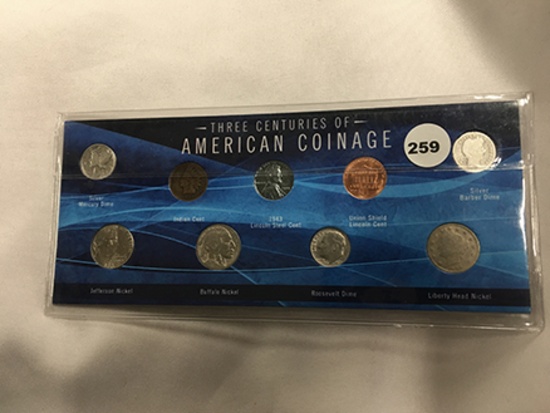 THREE CENTURIES OF
AMERICAN COINAGE
259
Silver
Mercury Dime
Indian Cent
1943
Lincoln Steel Cent
Union Shield
Lincoln Cent
Silver
Barber Dime
Jefferson Nickel
Buffalo Nickel
Roosevelt Dime
Liberty Head Nickel